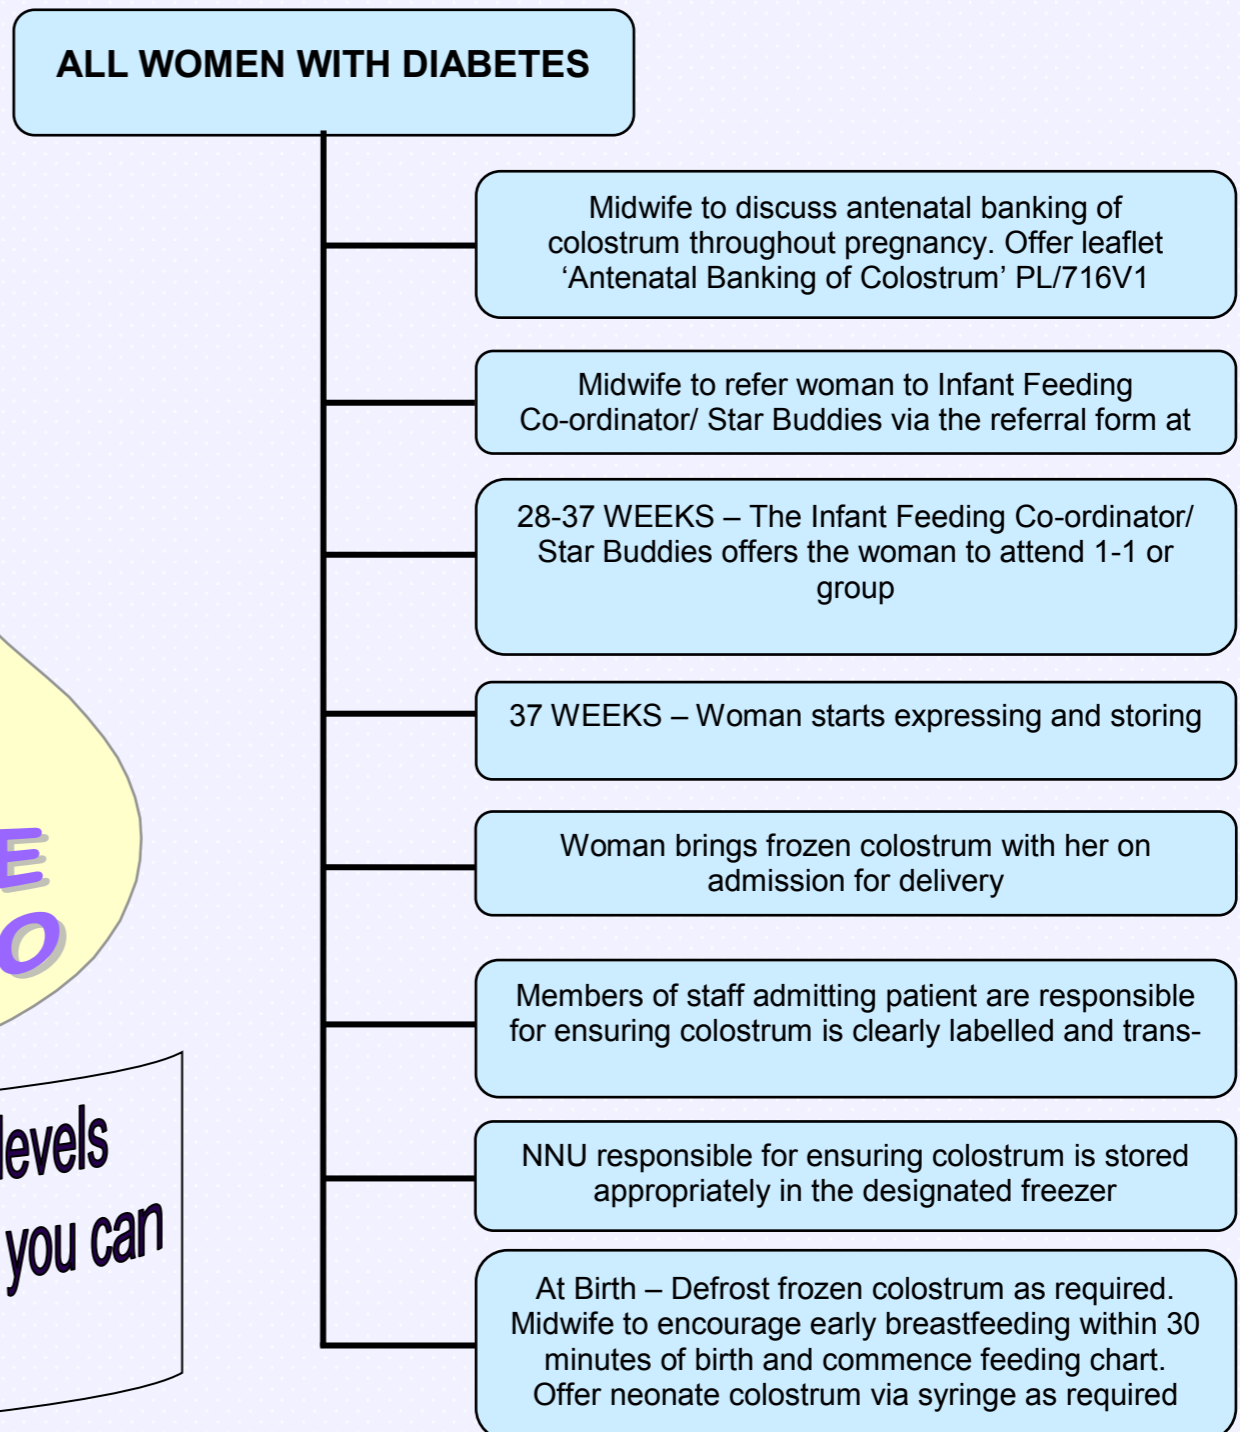 ALL WOMEN WITH DIABETES
Midwife to discuss antenatal banking of
colostrum throughout pregnancy. Offer leaflet
‘Antenatal Banking of Colostrum’ PL/716V1
Midwife to refer woman to Infant Feeding
Co-ordinator/ Star Buddies via the referral form at
28-37 WEEKS – The Infant Feeding Co-ordinator/
Star Buddies offers the woman to attend 1-1 or
group
37 WEEKS – Woman starts expressing and storing
Woman brings frozen colostrum with her on
admission for delivery
Members of staff admitting patient are responsible
for ensuring colostrum is clearly labelled and trans-
NNU responsible for ensuring colostrum is stored
appropriately in the designated freezer
At Birth – Defrost frozen colostrum as required.
Midwife to encourage early breastfeeding within 30
minutes of birth and commence feeding chart.
Offer neonate colostrum via syringe as required
E
O
levels
you can